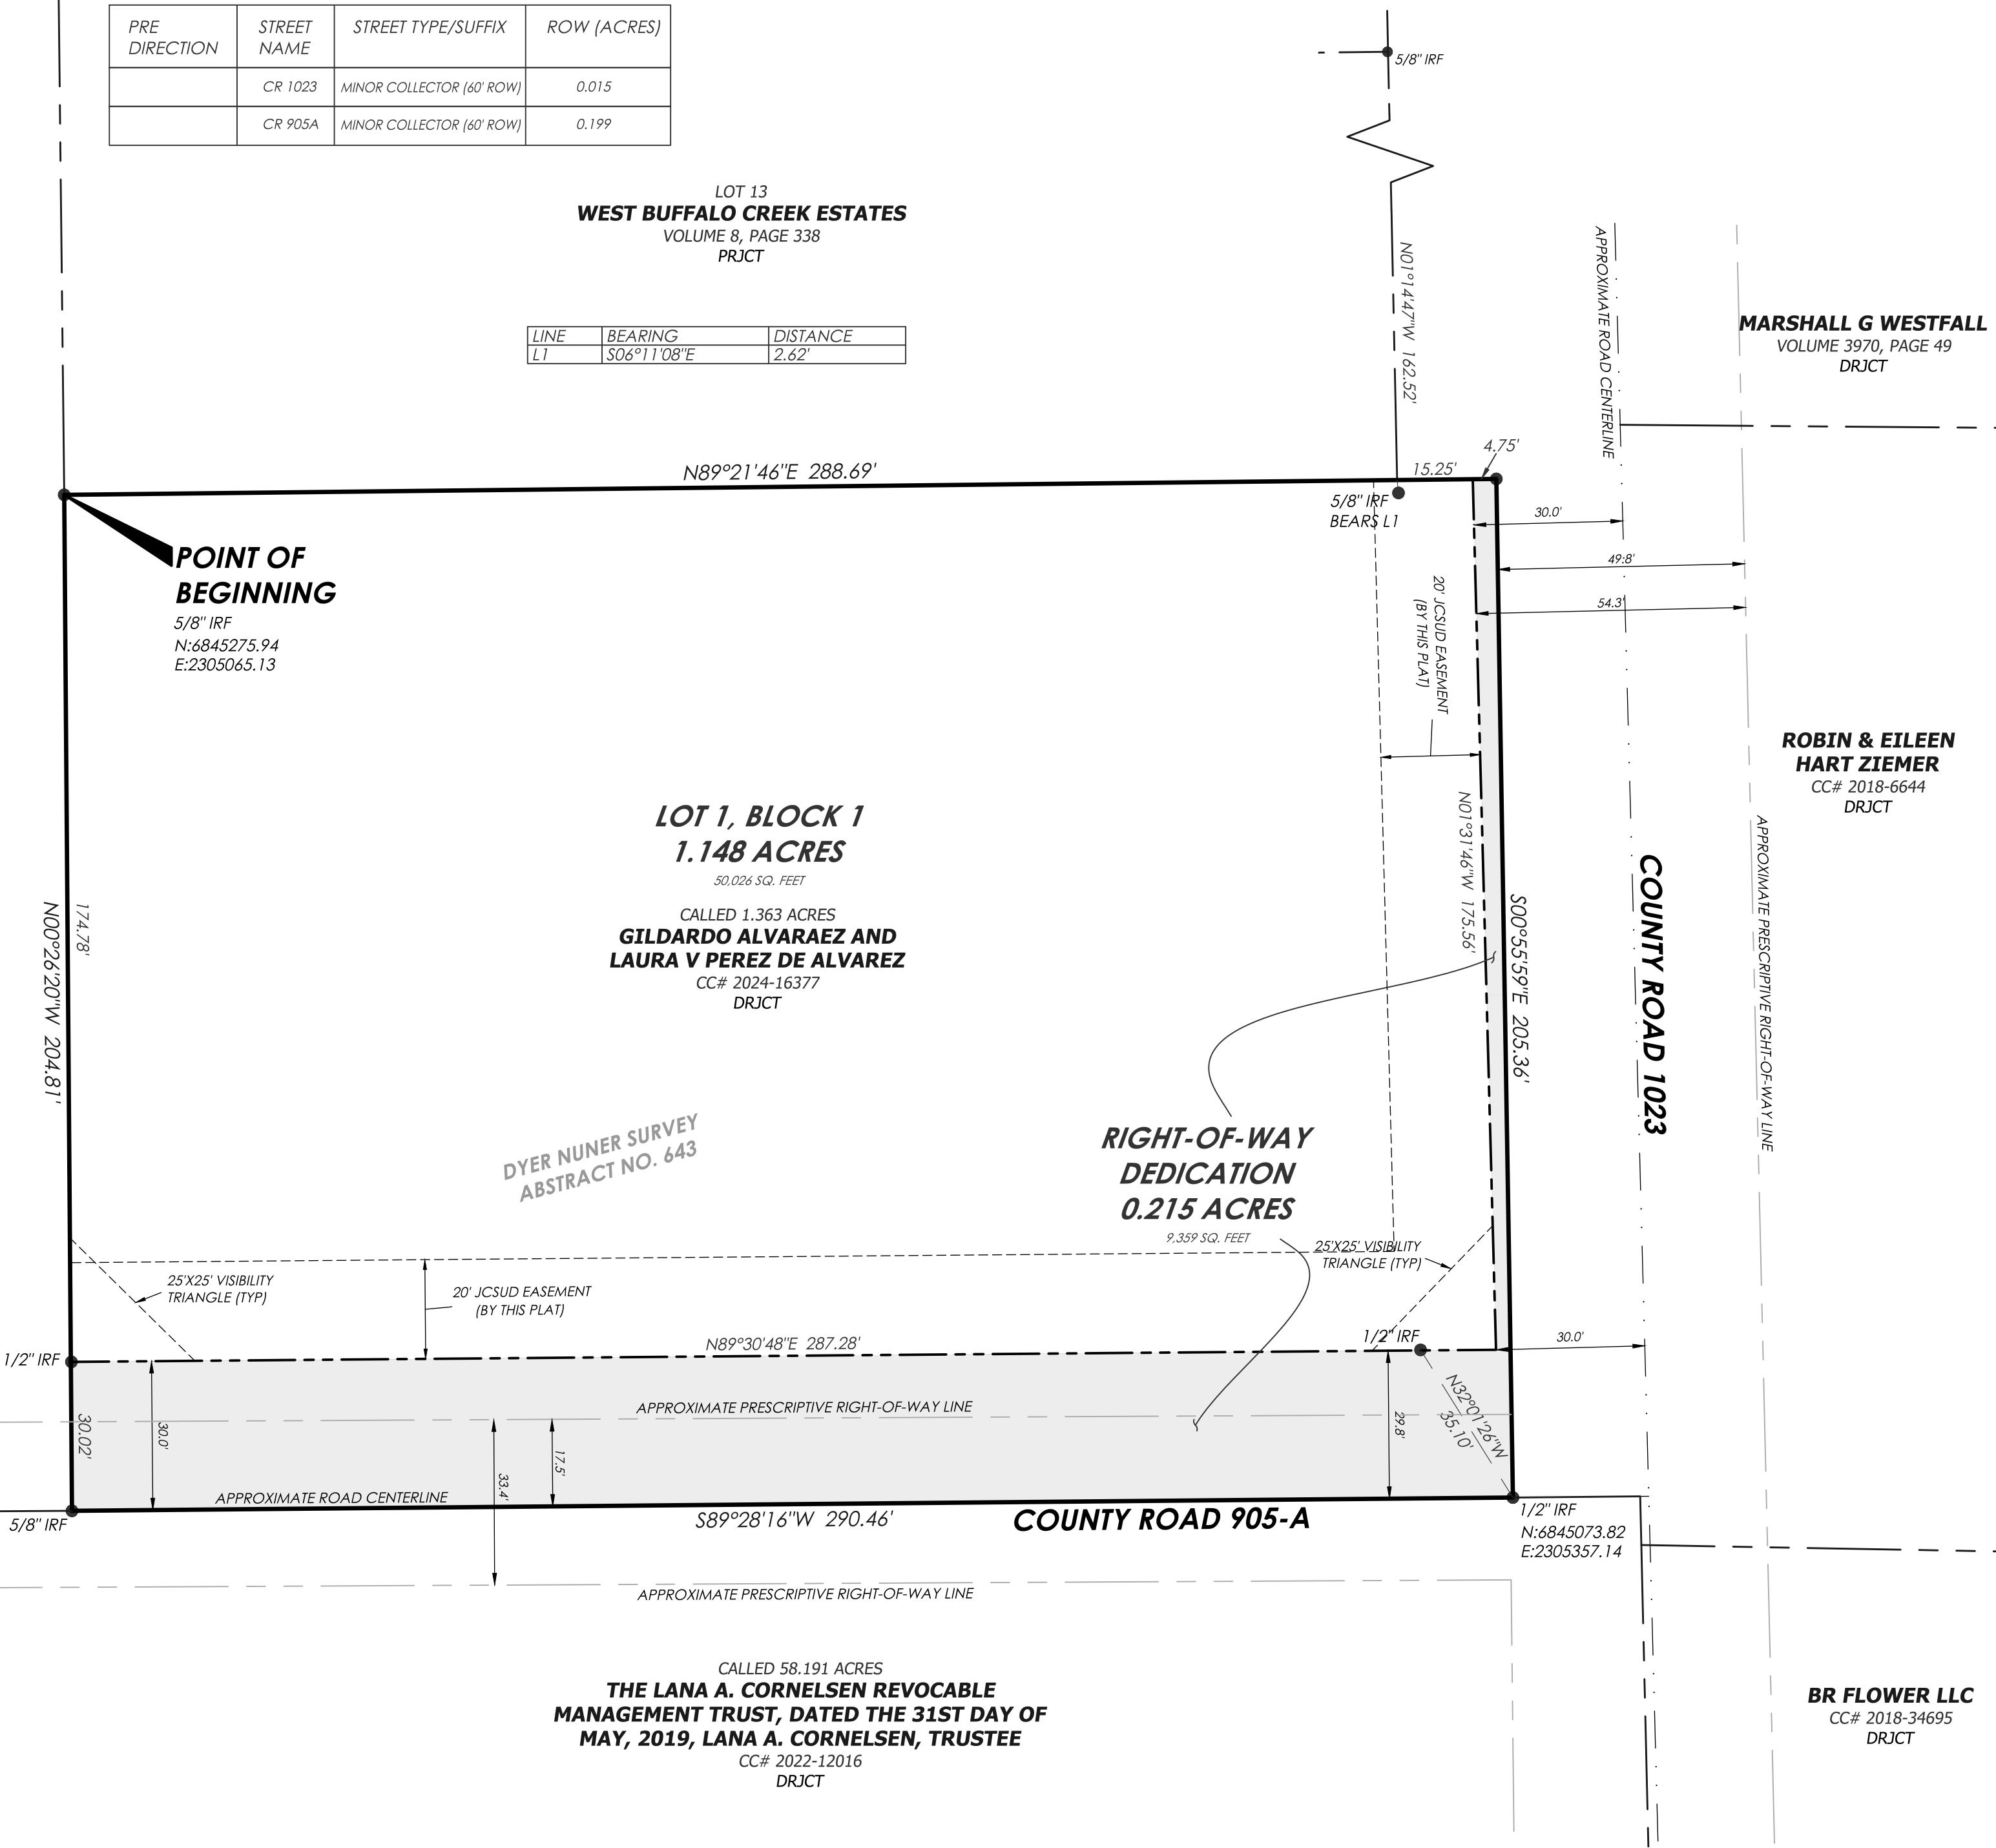 PRE DIRECTION STREET NAME STREET TYPE/SUFFIX ROW (ACRES)
CR 1023 MINOR COLLECTOR (60' ROW) 0.015
CR 905A MINOR COLLECTOR (60' ROW) 0.199
5/8" IRF
LOT 13
WEST BUFFALO CREEK ESTATES
VOLUME 8, PAGE 338
PRJCT
LINE BEARING DISTANCE
L1 S06°11'08"E 2.62'
N01°14'47"W 162.52'
APPROXIMATE ROAD CENTERLINE
MARSHALL G WESTFALL
VOLUME 3970, PAGE 49
DRJCT
N89°21'46"E 288.69'
4.75'
15.25'
5/8" IRF
BEARS L1
30.0'
49.8'
54.3'
POINT OF
BEGINNING
5/8" IRF
N:6845275.94
E:2305065.13
20' JCSUD EASEMENT
(BY THIS PLAT)
ROBIN & EILEEN
HART ZIEMER
CC# 2018-6644
DRJCT
LOT 1, BLOCK 1
1.148 ACRES
50,026 SQ. FEET
CALLED 1.363 ACRES
GILDARDO ALVARAEZ AND
LAURA V PEREZ DE ALVAREZ
CC# 2024-16377
DRJCT
N01°31'46"W 175.56'
S00°55'59"E 205.36'
COUNTY ROAD 1023
APPROXIMATE PRESCRIPTIVE RIGHT-OF-WAY LINE
N00°26'20"W 204.81'
174.78'
DYER NUNER SURVEY
ABSTRACT NO. 643
RIGHT-OF-WAY
DEDICATION
0.215 ACRES
9,359 SQ. FEET
25'X25' VISIBILITY
TRIANGLE (TYP)
25'X25' VISIBILITY
TRIANGLE (TYP)
20' JCSUD EASEMENT
(BY THIS PLAT)
1/2" IRF
N89°30'48"E 287.28'
1/2" IRF
30.0'
30.02'
30.0'
APPROXIMATE PRESCRIPTIVE RIGHT-OF-WAY LINE
29.8'
N32°01'26"W
35.10'
33.4'
17.5'
APPROXIMATE ROAD CENTERLINE
5/8" IRF
S89°28'16"W 290.46'
COUNTY ROAD 905-A
1/2" IRF
N:6845073.82
E:2305357.14
APPROXIMATE PRESCRIPTIVE RIGHT-OF-WAY LINE
CALLED 58.191 ACRES
THE LANA A. CORNELSEN REVOCABLE
MANAGEMENT TRUST, DATED THE 31ST DAY OF
MAY, 2019, LANA A. CORNELSEN, TRUSTEE
CC# 2022-12016
DRJCT
BR FLOWER LLC
CC# 2018-34695
DRJCT